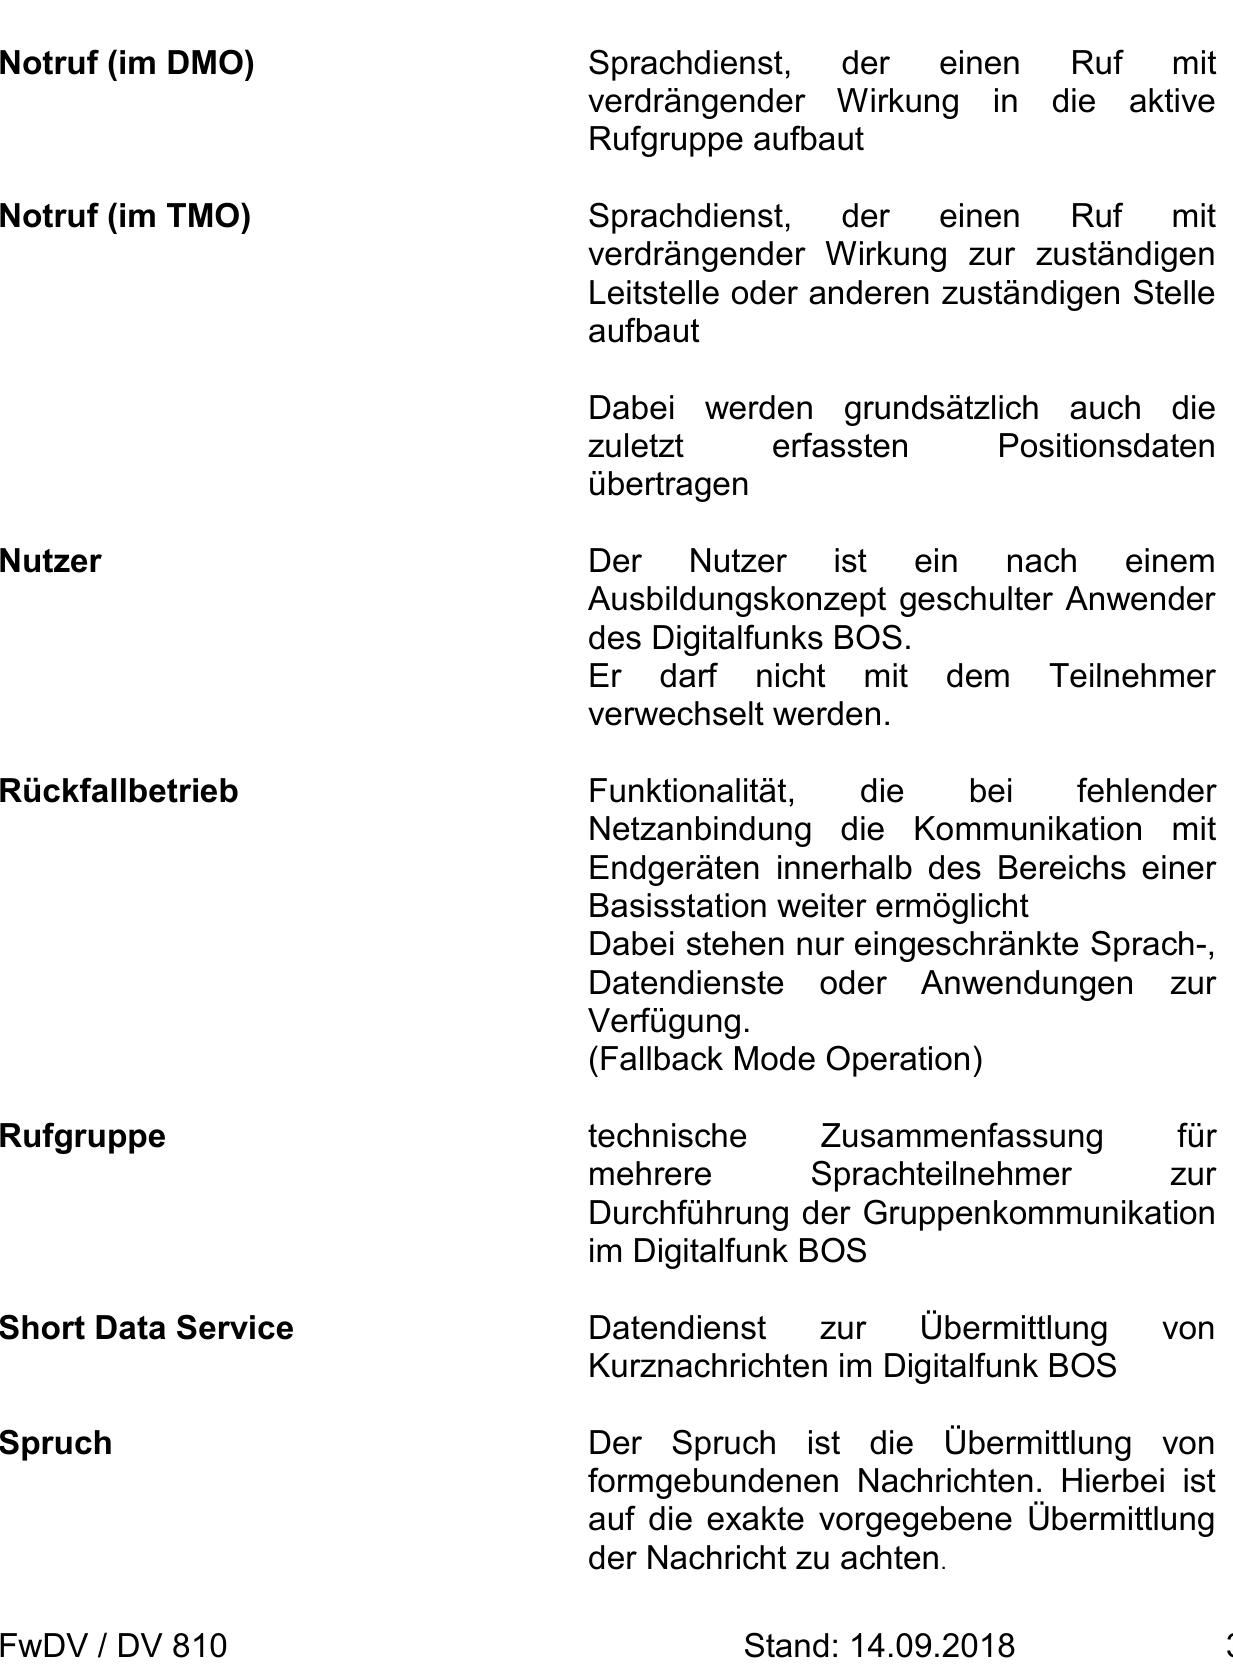 Notruf (im DMO) Sprachdienst, der einen Ruf mit
verdrängender Wirkung in die aktive
Rufgruppe aufbaut
Notruf (im TMO) Sprachdienst, der einen Ruf mit
verdrängender Wirkung zur zuständigen
Leitstelle oder anderen zuständigen Stelle
aufbaut
Dabei werden grundsätzlich auch die
zuletzt erfassten Positionsdaten
übertragen
Nutzer Der Nutzer ist ein nach einem
Ausbildungskonzept geschulter Anwender
des Digitalfunks BOS.
Er darf nicht mit dem Teilnehmer
verwechselt werden.
Rückfallbetrieb Funktionalität, die bei fehlender
Netzanbindung die Kommunikation mit
Endgeräten innerhalb des Bereichs einer
Basisstation weiter ermöglicht
Dabei stehen nur eingeschränkte Sprach-,
Datendienste oder Anwendungen zur
Verfügung.
(Fallback Mode Operation)
Rufgruppe technische Zusammenfassung für
mehrere Sprachteilnehmer zur
Durchführung der Gruppenkommunikation
im Digitalfunk BOS
Short Data Service Datendienst zur Übermittlung von
Kurznachrichten im Digitalfunk BOS
Spruch Der Spruch ist die Übermittlung von
formgebundenen Nachrichten. Hierbei ist
auf die exakte vorgegebene Übermittlung
der Nachricht zu achten.
FwDV / DV 810 Stand: 14.09.2018